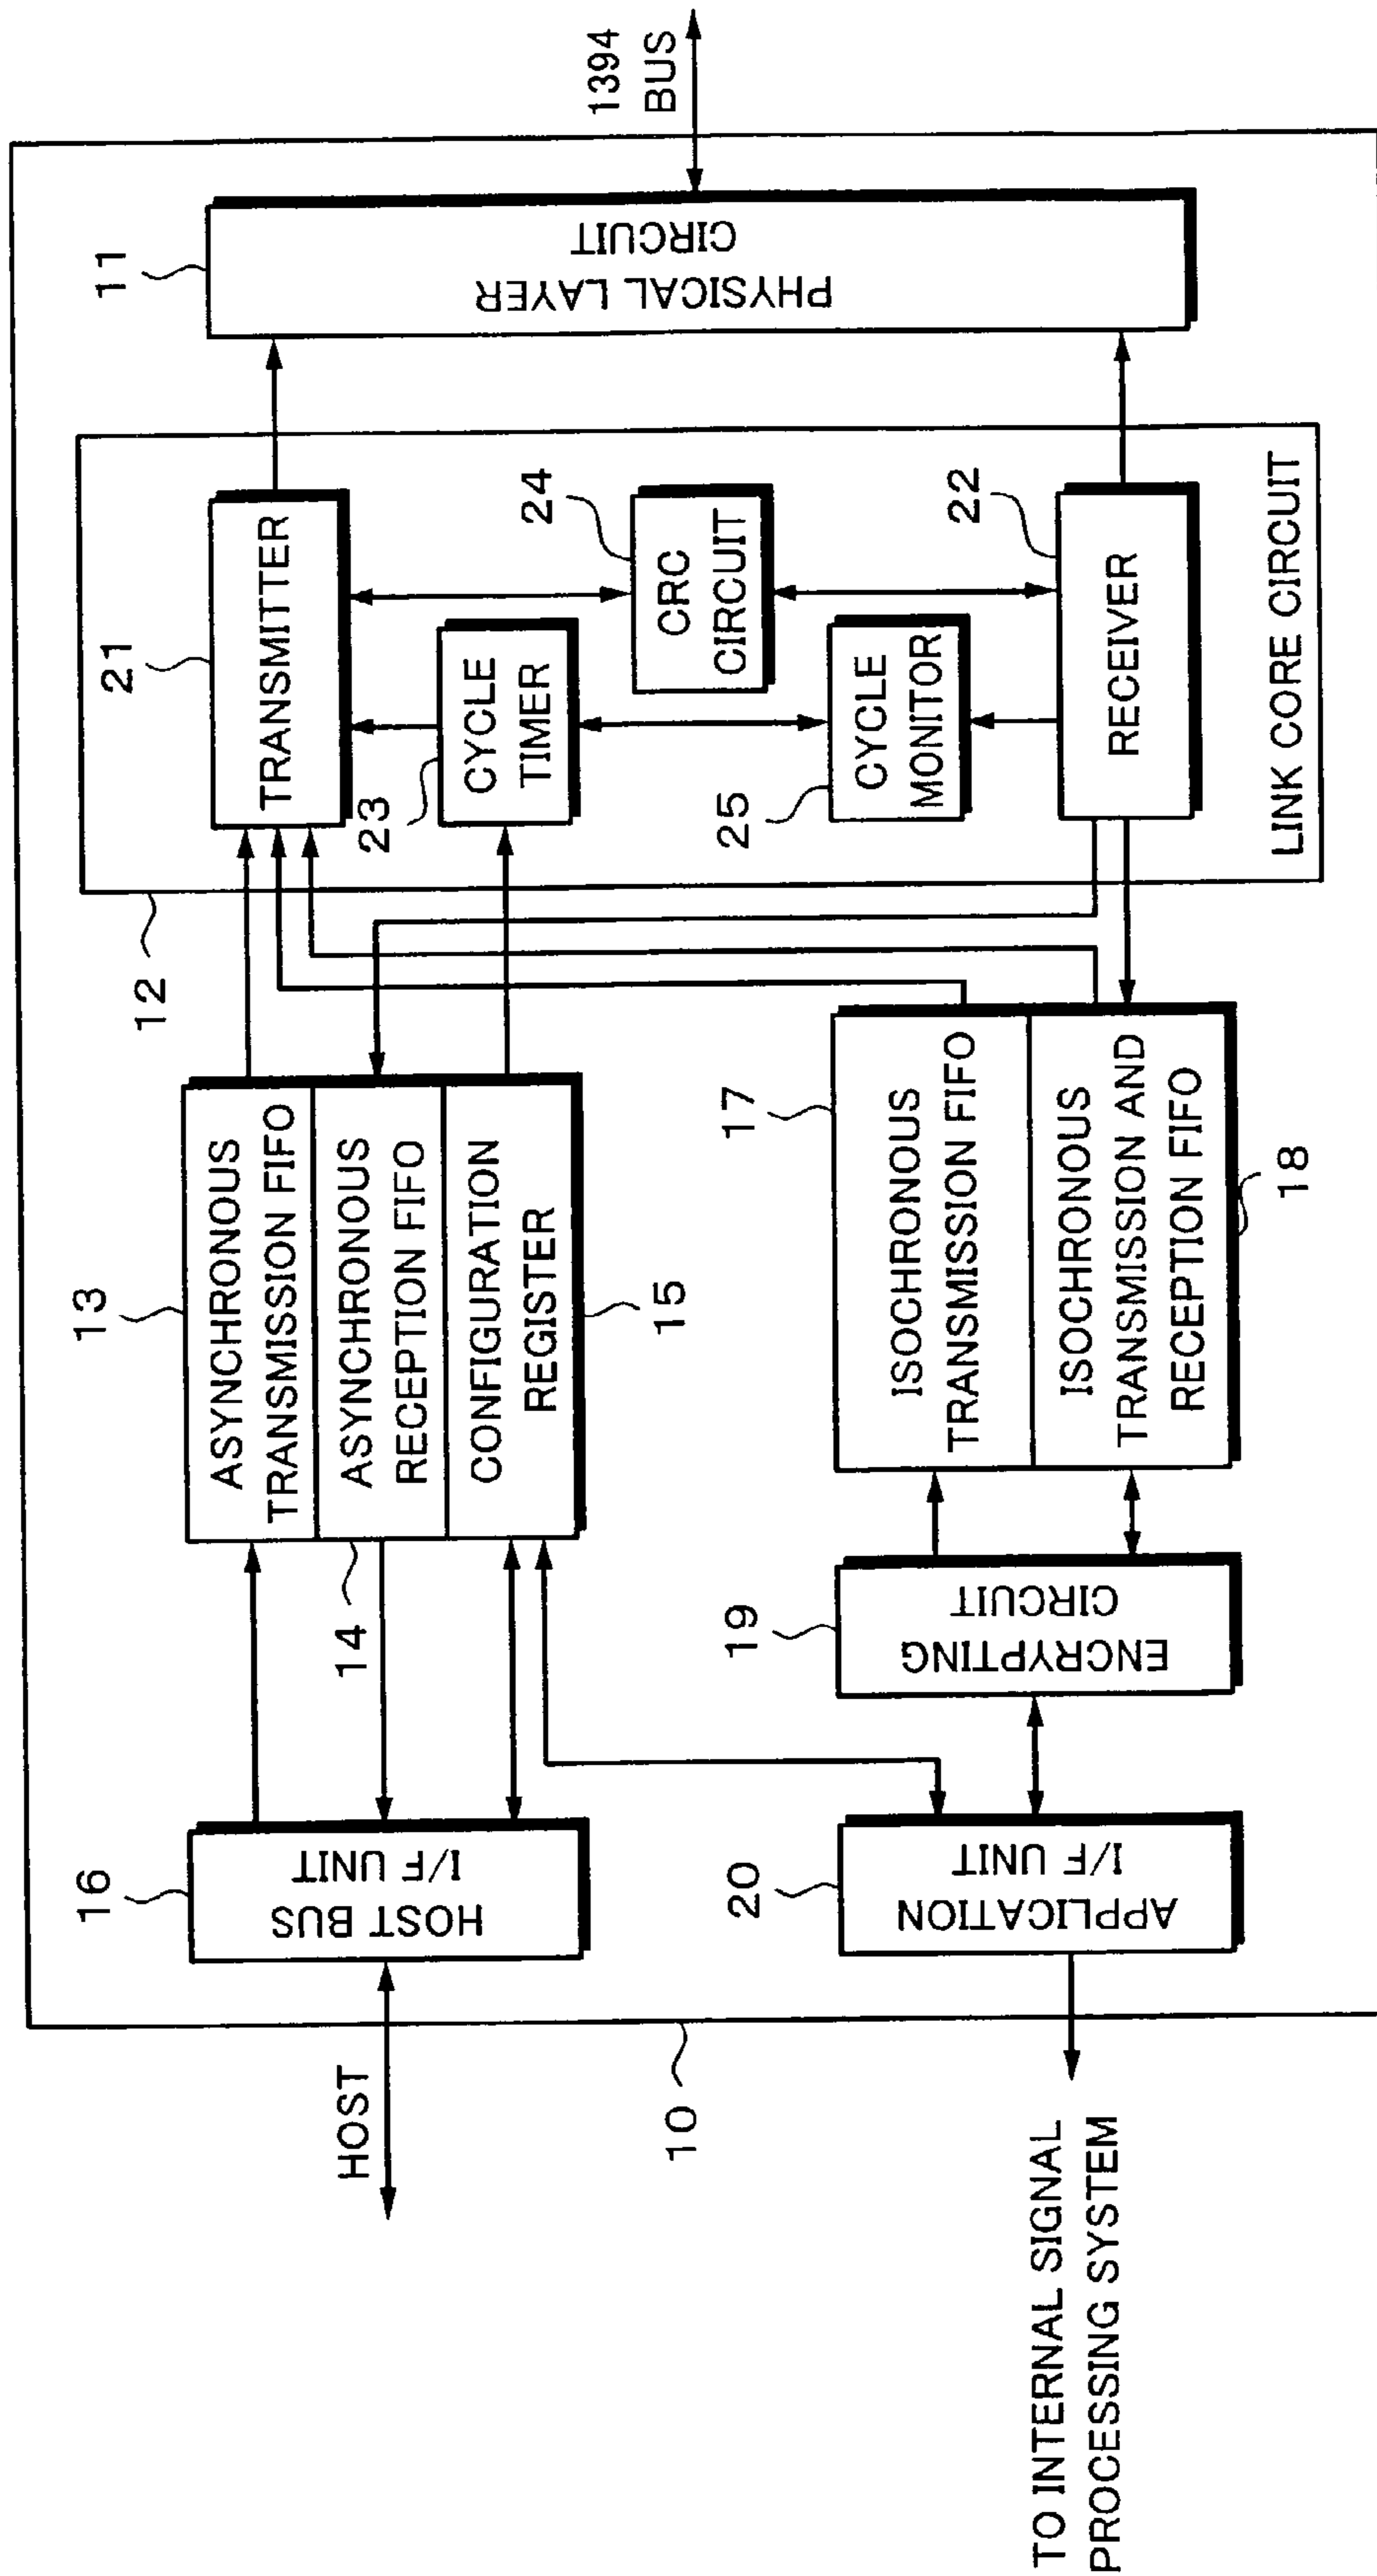 HOST
16
HOST BUS
I/F UNIT
13
ASYNCHRONOUS
TRANSMISSION FIFO
14
ASYNCHRONOUS
RECEPTION FIFO
CONFIGURATION
REGISTER
15
12
21
TRANSMITTER
23
CYCLE
TIMER
24
CRC
CIRCUIT
25
CYCLE
MONITOR
22
RECEIVER
LINK CORE CIRCUIT
11
PHYSICAL LAYER
CIRCUIT
1394
BUS
10
TO INTERNAL SIGNAL
PROCESSING SYSTEM
20
APPLICATION
I/F UNIT
19
ENCRYPTING
CIRCUIT
17
ISOCHRONOUS
TRANSMISSION FIFO
ISOCHRONOUS
TRANSMISSION AND
RECEPTION FIFO
18